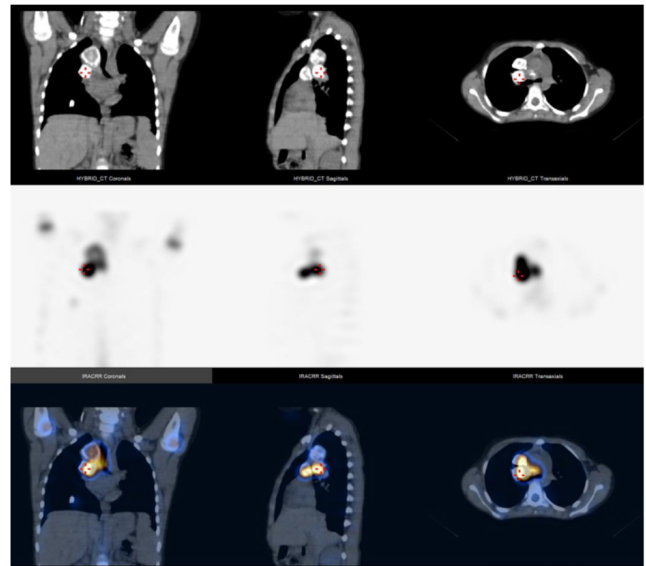 HYBRID_CT Coronals HYBRID_CT Sagittals HYBRID_CT Transaxials
IRACRR Coronals IRACRR Sagittals IRACRR Transaxials